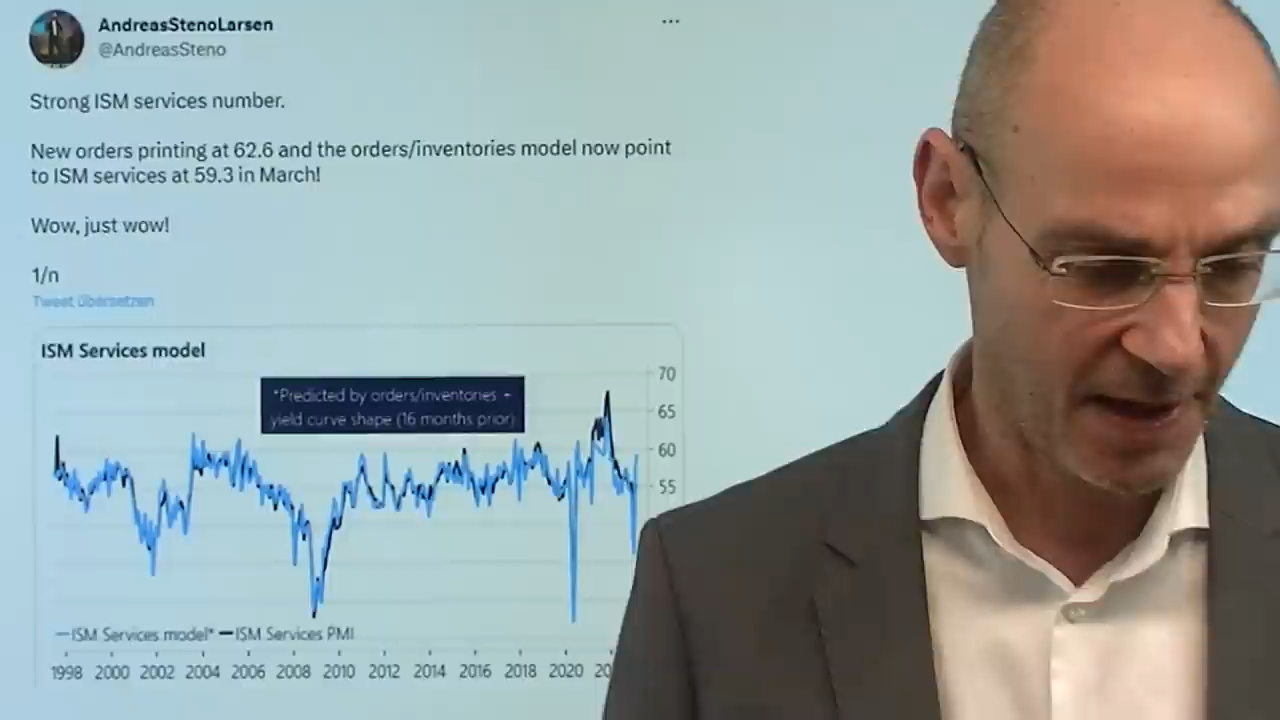 AndreasStenoLarsen
@AndreasSteno
...
Strong ISM services number.
New orders printing at 62.6 and the orders/inventories model now point
to ISM services at 59.3 in March!
Wow, just wow!
1/n
Tweet übersetzen
ISM Services model
*Predicted by orders/inventories +
yield curve shape (16 months prior)
70
65
60
55
ISM Services model* ISM Services PMI
1998 2000 2002 2004 2006 2008 2010 2012 2014 2016 2018 2020